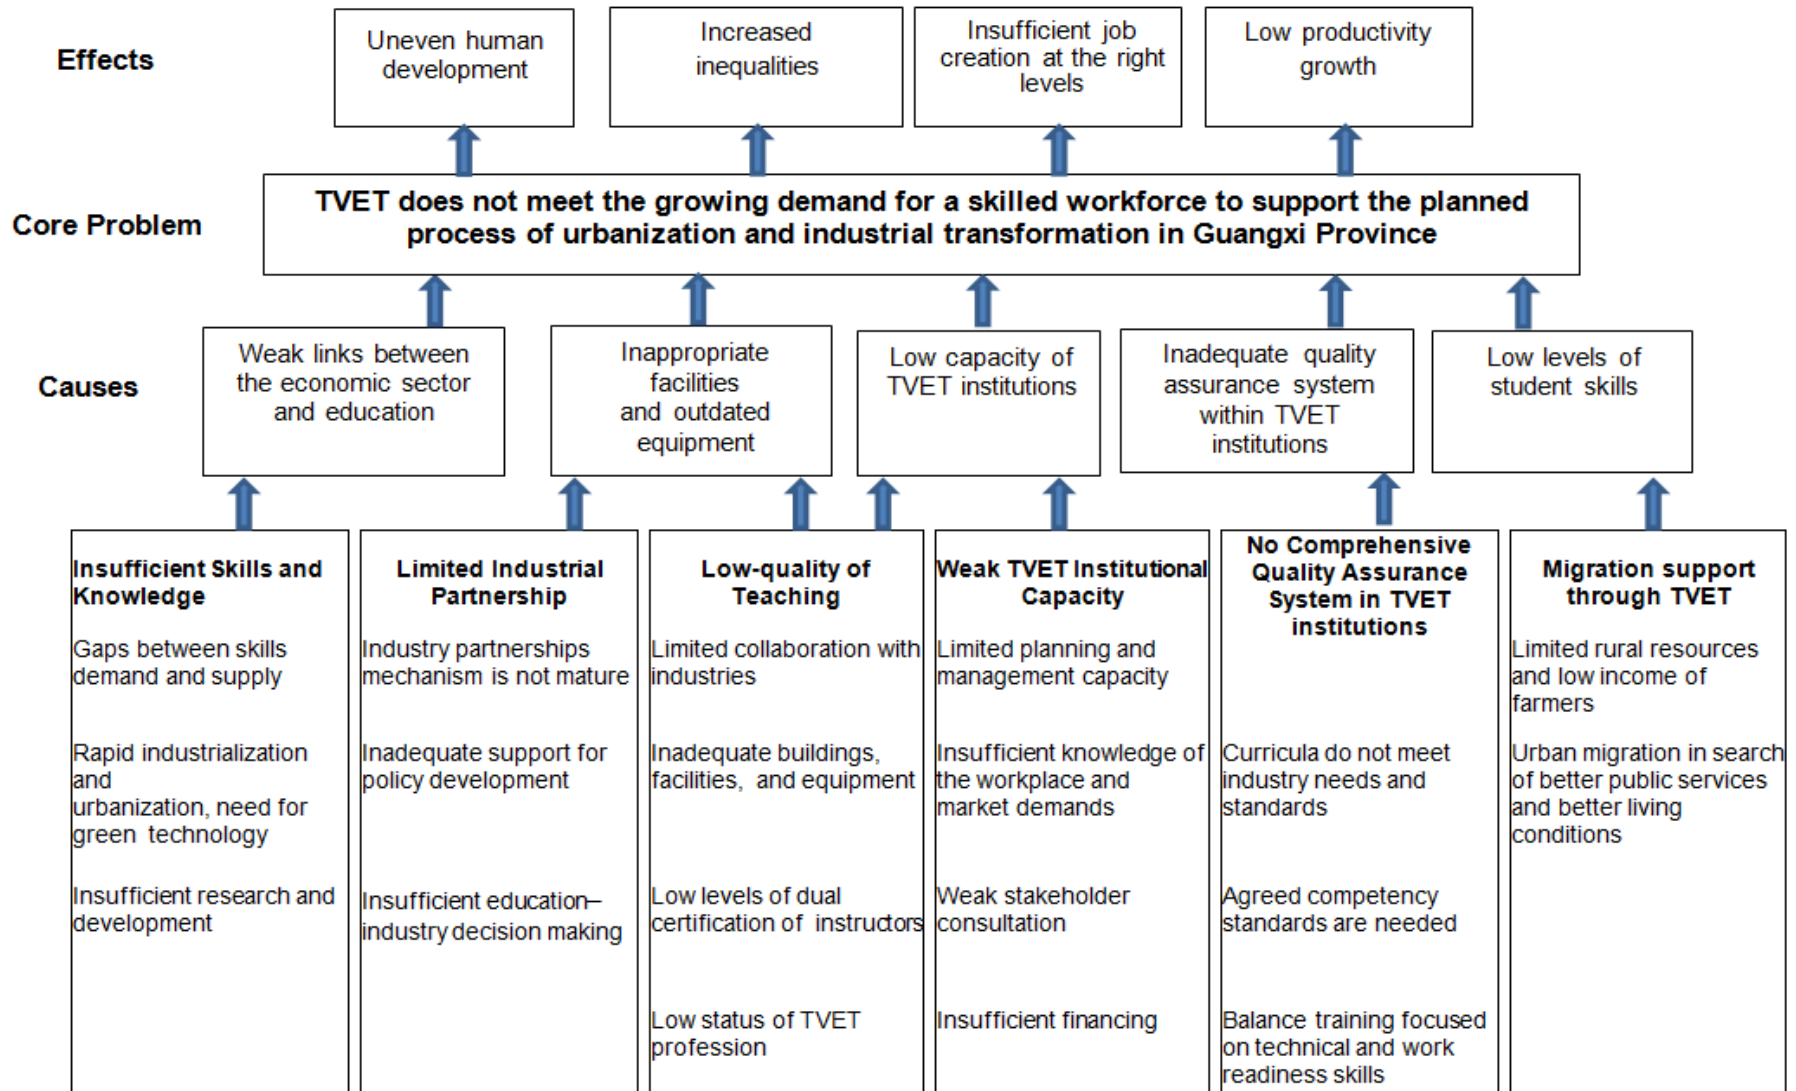 Effects
Uneven human
development
Increased
inequalities
Insufficient job
creation at the right
levels
Low productivity
growth
Core Problem
TVET does not meet the growing demand for a skilled workforce to support the planned
process of urbanization and industrial transformation in Guangxi Province
Causes
Weak links between
the economic sector
and education
Inappropriate
facilities
and outdated
equipment
Low capacity of
TVET institutions
Inadequate quality
assurance system
within TVET
institutions
Low levels of
student skills
Insufficient Skills and
Knowledge
Gaps between skills
demand and supply
Rapid industrialization
and
urbanization, need for
green technology
Insufficient research and
development
Limited Industrial
Partnership
Industry partnerships
mechanism is not mature
Inadequate support for
policy development
Insufficient education–
industry decision making
Low-quality of
Teaching
Limited collaboration with
industries
Inadequate buildings,
facilities, and equipment
Low levels of dual
certification of instructors
Low status of TVET
profession
Weak TVET Institutional
Capacity
Limited planning and
management capacity
Insufficient knowledge of
the workplace and
market demands
Weak stakeholder
consultation
Insufficient financing
No Comprehensive
Quality Assurance
System in TVET
institutions
Curricula do not meet
industry needs and
standards
Agreed competency
standards are needed
Balance training focused
on technical and work
readiness skills
Migration support
through TVET
Limited rural resources
and low income of
farmers
Urban migration in search
of better public services
and better living
conditions